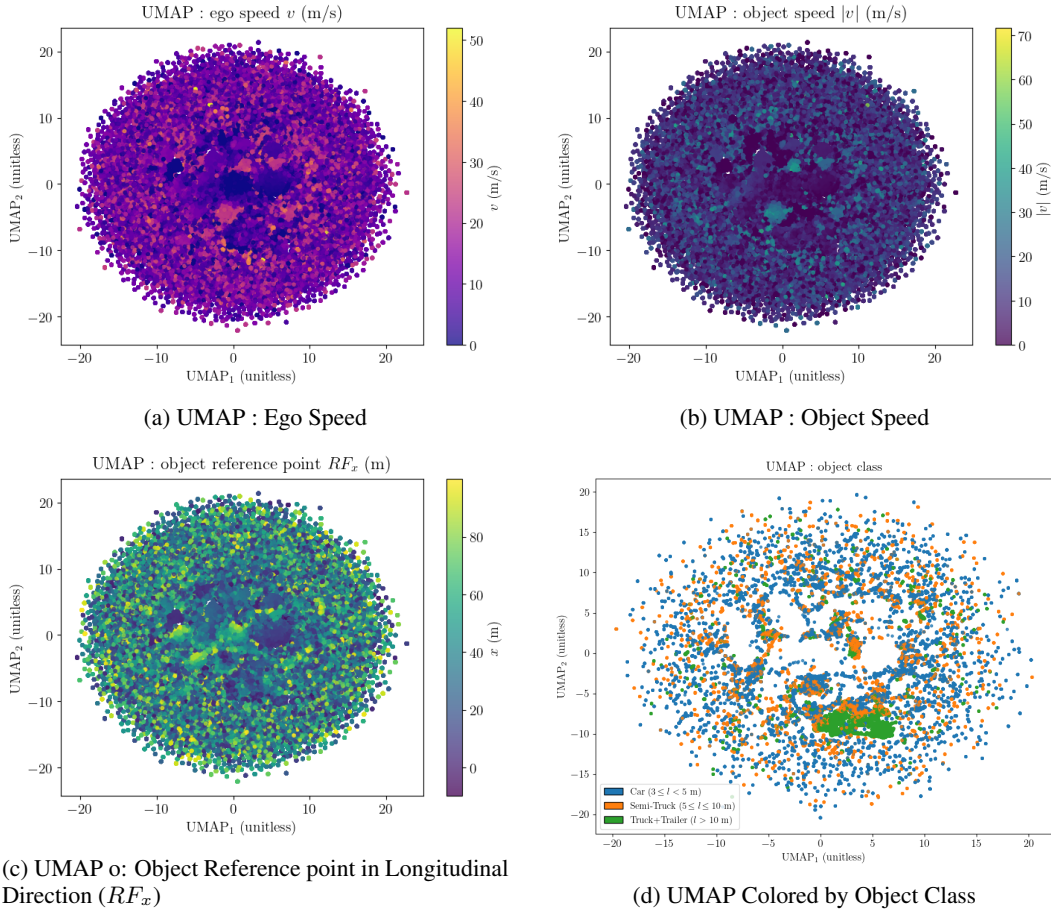 UMAP : ego speed v (m/s)
20
10
0
−10
−20
UMAP₂ (unitless)
−20 −10 0 10 20
UMAP₁ (unitless)
50
40
30
20
10
0
v (m/s)
(a) UMAP : Ego Speed
UMAP : object speed |v| (m/s)
20
10
0
−10
−20
UMAP₂ (unitless)
−20 −10 0 10 20
UMAP₁ (unitless)
70
60
50
40
30
20
10
0
|v| (m/s)
(b) UMAP : Object Speed
UMAP : object reference point RFₓ (m)
20
10
0
−10
−20
UMAP₂ (unitless)
−20 −10 0 10 20
UMAP₁ (unitless)
80
60
40
20
0
x (m)
(c) UMAP o: Object Reference point in Longitudinal
Direction (RFₓ)
UMAP : object class
20
15
10
5
0
−5
−10
−15
−20
UMAP₂ (unitless)
Car (3 ≤ l < 5 m)
Semi-Truck (5 ≤ l ≤ 10 m)
Truck+Trailer (l > 10 m)
−20 −15 −10 −5 0 5 10 15 20
UMAP₁ (unitless)
(d) UMAP Colored by Object Class